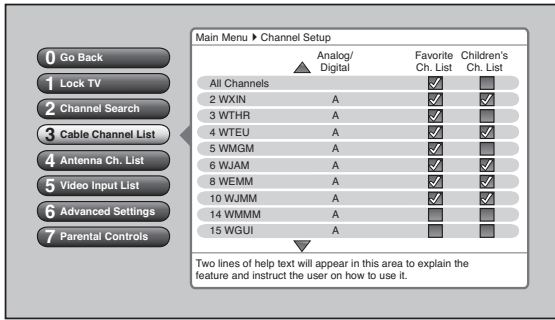 0 Go Back
1 Lock TV
2 Channel Search
3 Cable Channel List
4 Antenna Ch. List
5 Video Input List
6 Advanced Settings
7 Parental Controls
Main Menu Channel Setup
Analog/ Favorite Children's
Digital Ch. List Ch. List
All Channels
2 WXIN A
3 WTHR A
4 WTEU A
5 WMGM A
6 WJAM A
8 WEMM A
10 WJMM A
14 WMMM A
15 WGUI A
Two lines of help text will appear in this area to explain the
feature and instruct the user on how to use it.